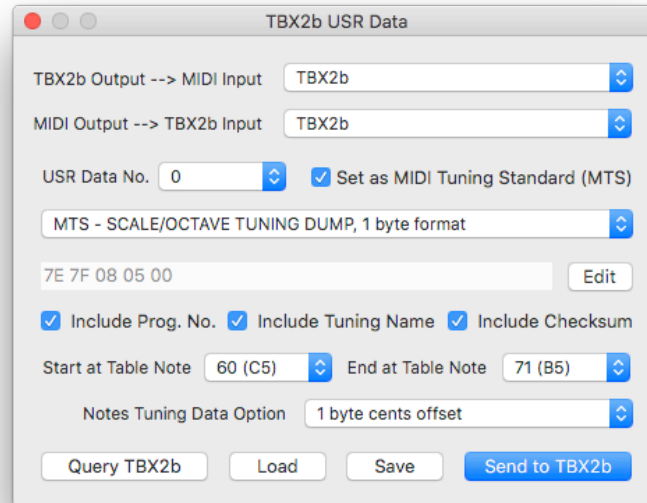 TBX2b USR Data
TBX2b Output --> MIDI Input TBX2b
MIDI Output --> TBX2b Input TBX2b
USR Data No. 0 Set as MIDI Tuning Standard (MTS)
MTS - SCALE/OCTAVE TUNING DUMP, 1 byte format
7E 7F 08 05 00 Edit
Include Prog. No. Include Tuning Name Include Checksum
Start at Table Note 60 (C5) End at Table Note 71 (B5)
Notes Tuning Data Option 1 byte cents offset
Query TBX2b Load Save Send to TBX2b